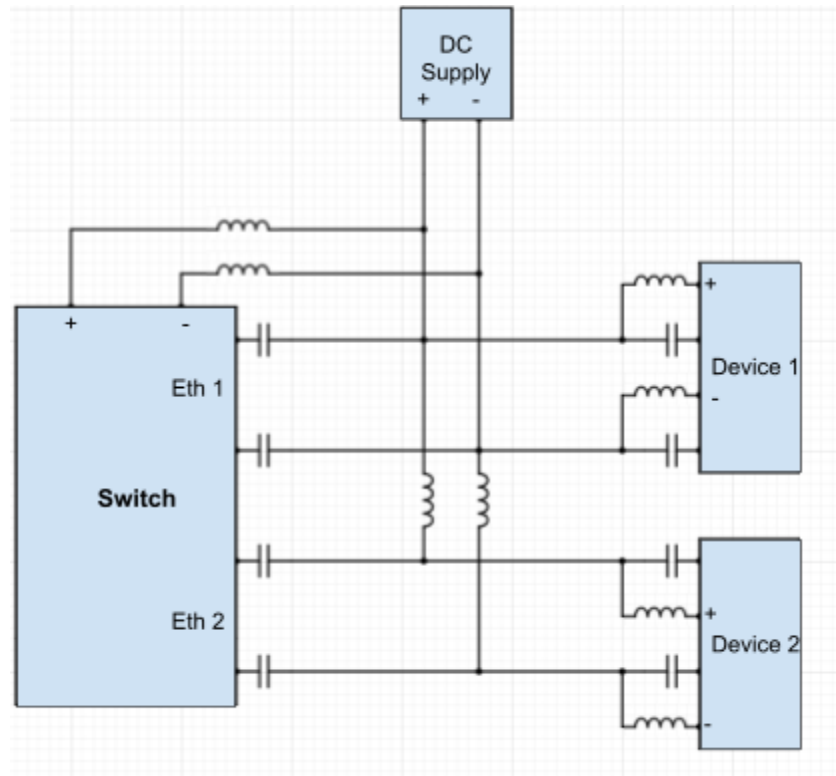 DC
Supply
+ -
+ -
+
Eth 1
Device 1
-
Switch
+
Eth 2
Device 2
-